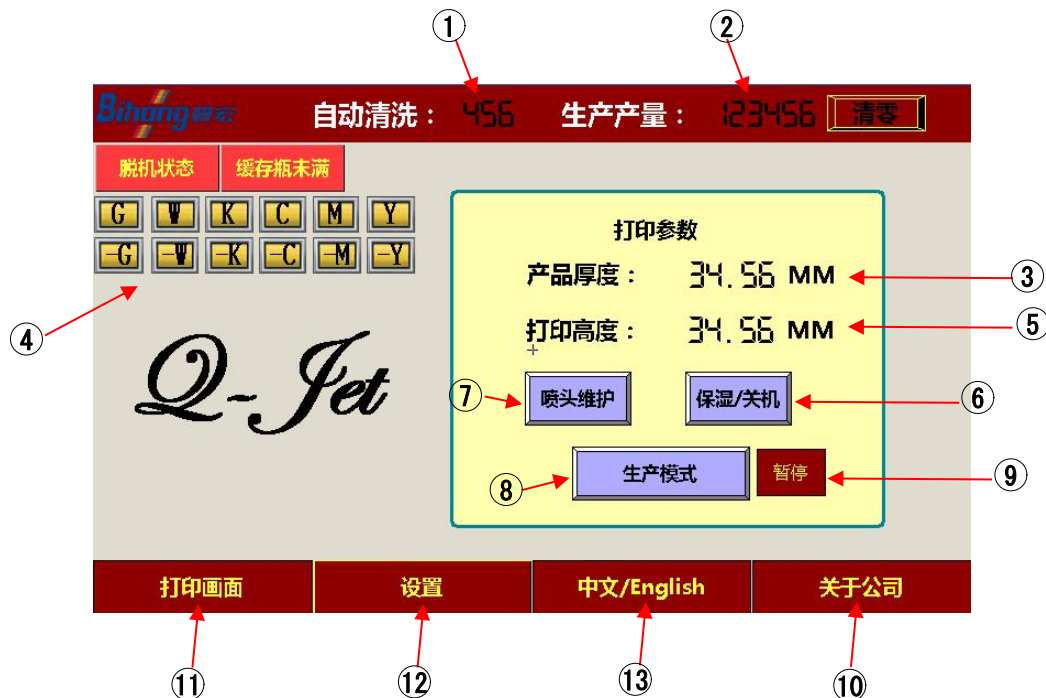 ① ②
Bihong碧宏 自动清洗： 456 生产产量： 123456 清零
脱机状态 缓存瓶未满
G W K C M Y
-G -W -K -C -M -Y
打印参数
产品厚度： 34.56 MM ③
④ 打印高度： 34.56 MM ⑤
Q-Jet
⑦ 喷头维护 保湿/关机 ⑥
⑧ 生产模式 暂停 ⑨
打印画面 设置 中文/English 关于公司
⑪ ⑫ ⑬ ⑩